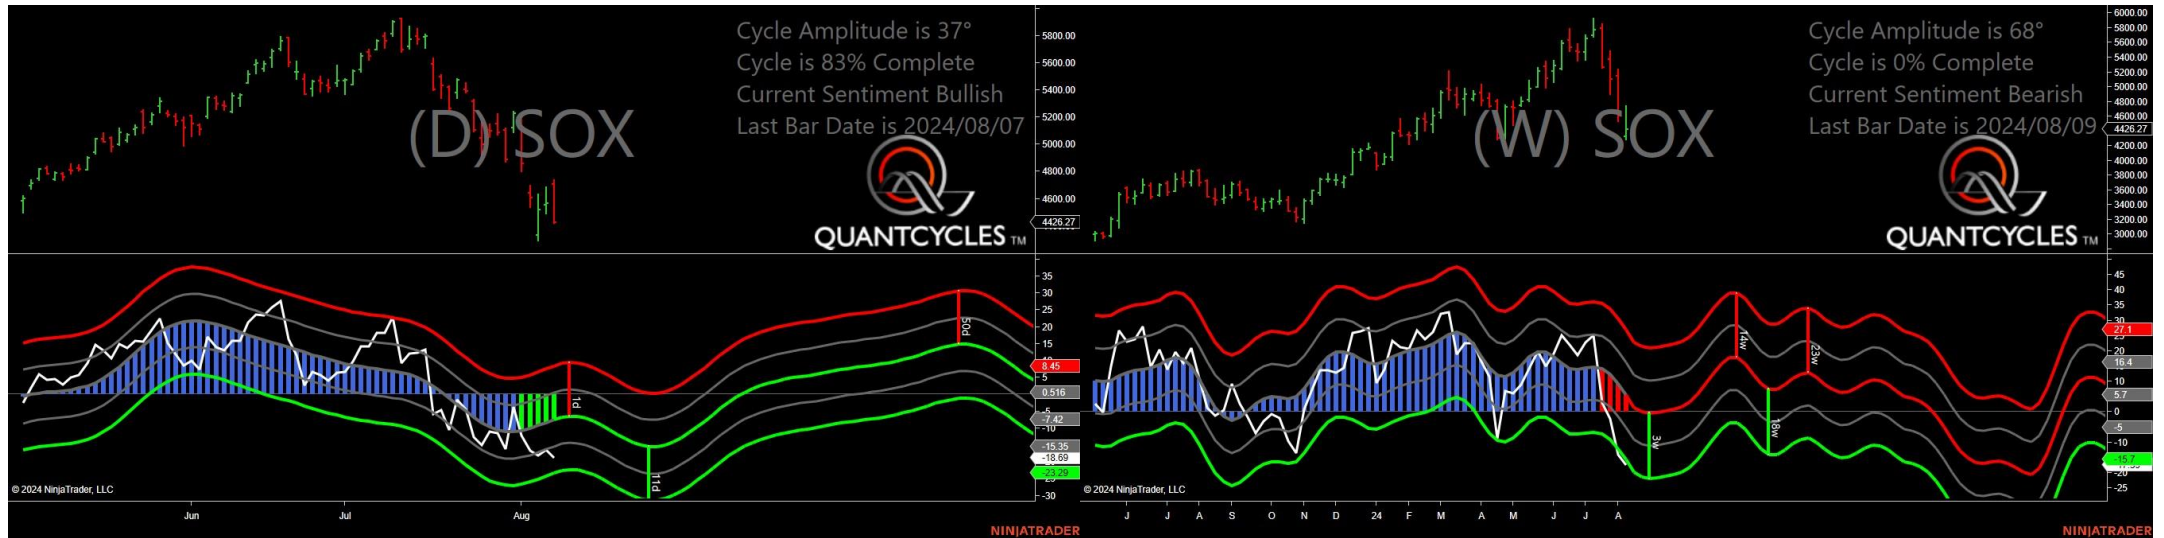 Cycle Amplitude is 37°
Cycle is 83% Complete
Current Sentiment Bullish
Last Bar Date is 2024/08/07
(D) SOX
QUANTCYCLES TM
5800.00
5600.00
5400.00
5200.00
5000.00
4800.00
4600.00
4426.27
35
30
25
20
15
8.45
5
0.516
-5
-7.42
-10
-15.35
-18.69
-23.29
-30
1d
11d
50d
© 2024 NinjaTrader, LLC
Jun Jul Aug
NINJATRADER
Cycle Amplitude is 68°
Cycle is 0% Complete
Current Sentiment Bearish
Last Bar Date is 2024/08/09
(W) SOX
QUANTCYCLES TM
6000.00
5800.00
5600.00
5400.00
5200.00
5000.00
4800.00
4600.00
4426.27
4200.00
4000.00
3800.00
3600.00
3400.00
3200.00
3000.00
45
40
35
30
27.1
20
16.4
10
5.7
0
-5
-10
-15.7
-20
-25
3w
14w
18w
23w
© 2024 NinjaTrader, LLC
J J A S O N D 24 F M A M J J A
NINJATRADER